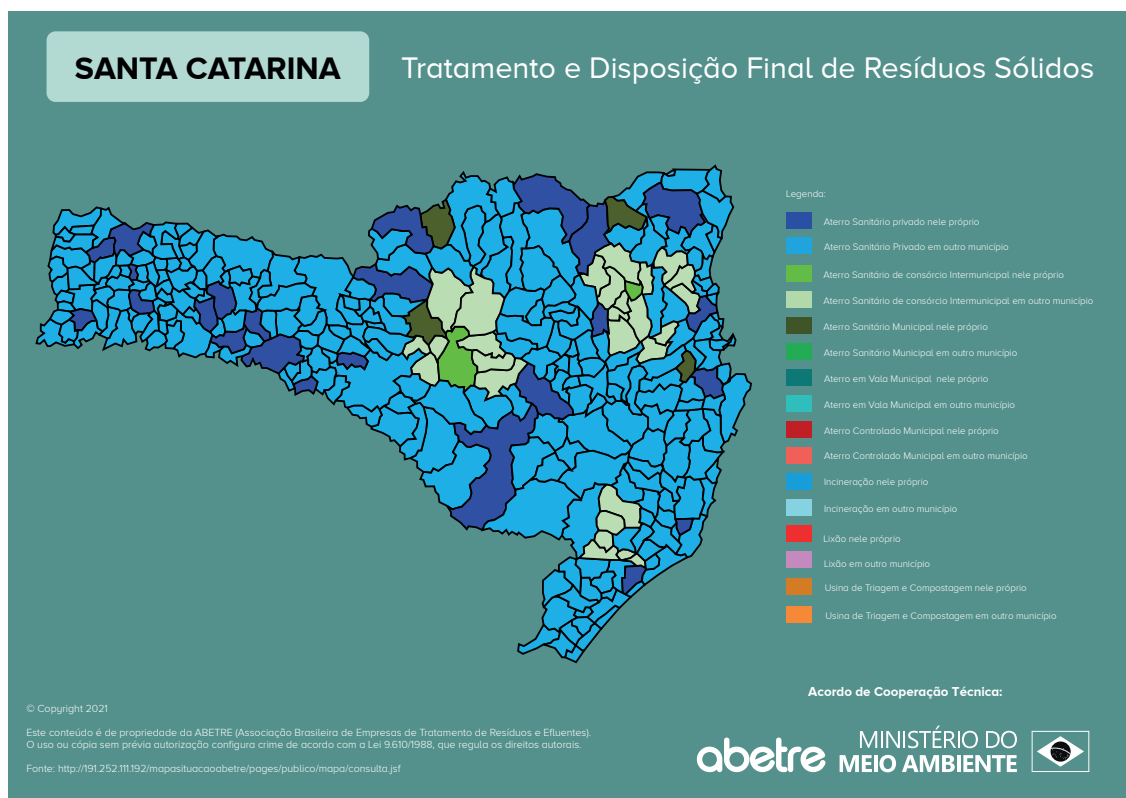 SANTA CATARINA
Tratamento e Disposição Final de Resíduos Sólidos
Legenda:
Aterro Sanitário privado nele próprio
Aterro Sanitário Privado em outro município
Aterro Sanitário de consórcio Intermunicipal nele próprio
Aterro Sanitário de consórcio Intermunicipal em outro município
Aterro Sanitário Municipal nele próprio
Aterro Sanitário Municipal em outro município
Aterro em Vala Municipal nele próprio
Aterro em Vala Municipal em outro município
Aterro Controlado Municipal nele próprio
Aterro Controlado Municipal em outro município
Incineração nele próprio
Incineração em outro município
Lixão nele próprio
Lixão em outro município
Usina de Triagem e Compostagem nele próprio
Usina de Triagem e Compostagem em outro município
Acordo de Cooperação Técnica:
© Copyright 2021
Este conteúdo é de propriedade da ABETRE (Associação Brasileira de Empresas de Tratamento de Resíduos e Efluentes).
O uso ou cópia sem prévia autorização configura crime de acordo com a Lei 9.610/1988, que regula os direitos autorais.
Fonte: http://191.252.111.192/mapasituacaoabetre/pages/publico/mapa/consulta.jsf
abetre
MINISTÉRIO DO
MEIO AMBIENTE